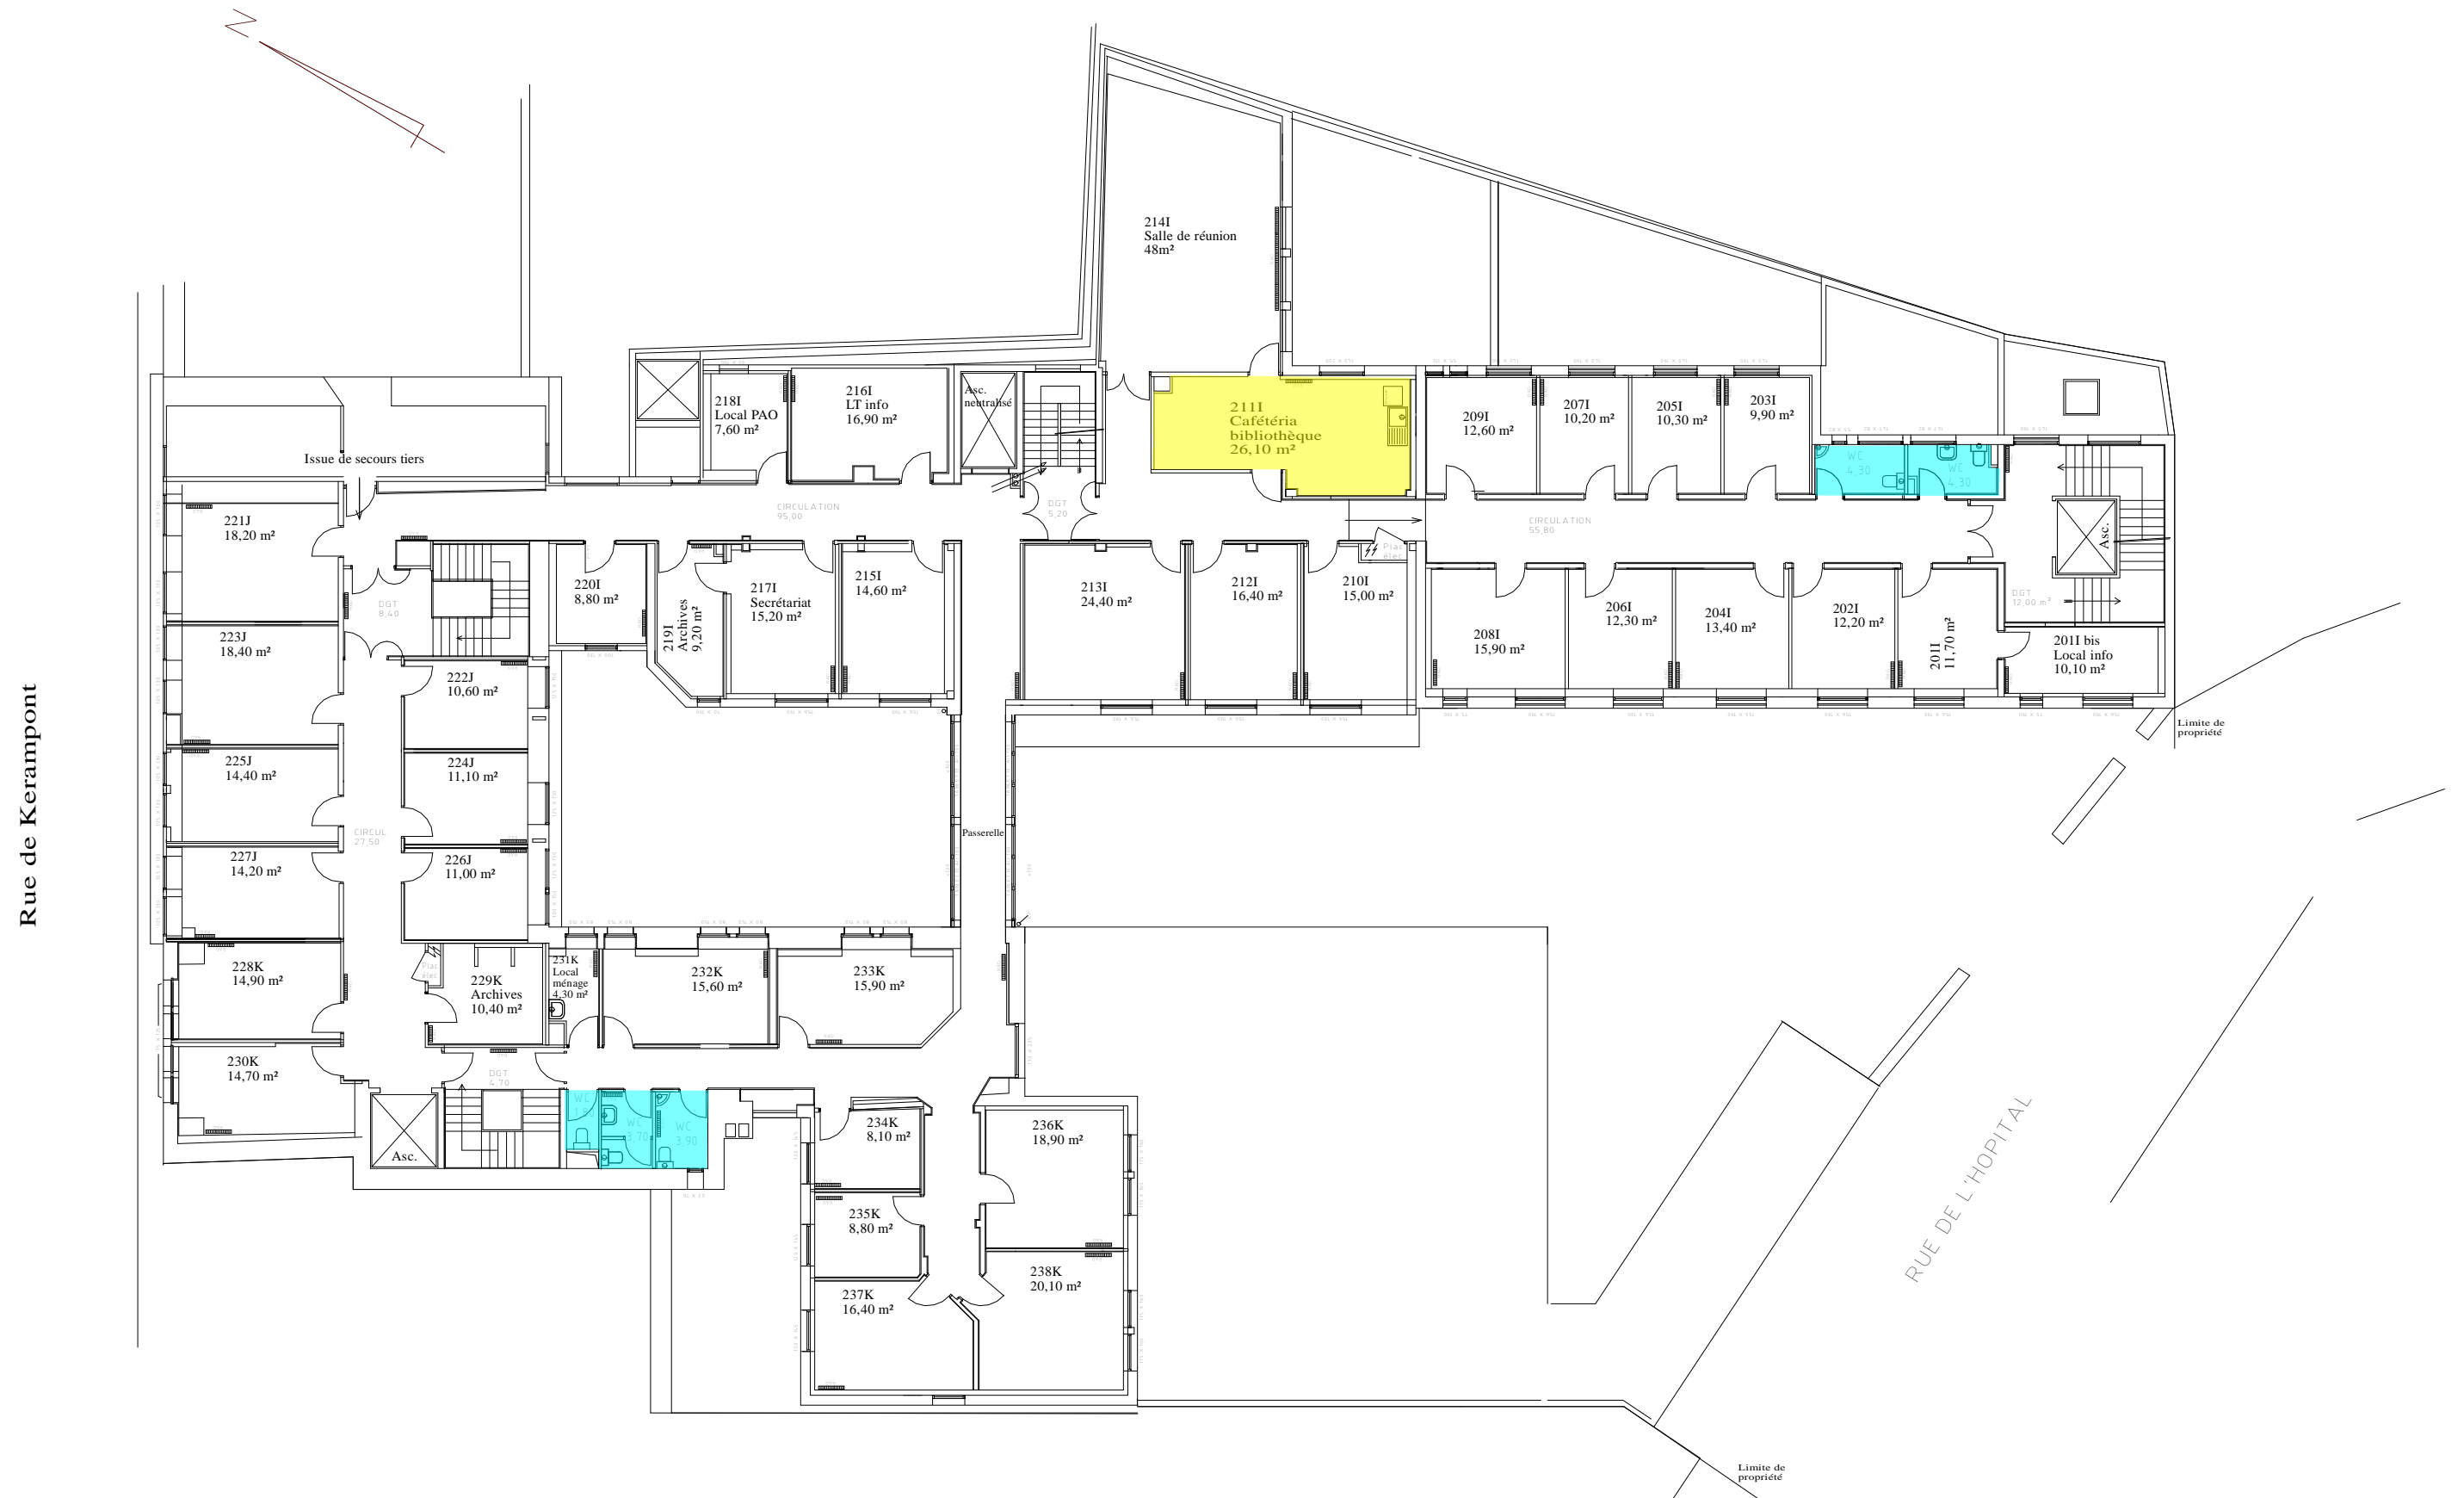 N
214I
Salle de réunion
48m²
218I
Local PAO
7,60 m²
216I
LT info
16,90 m²
Asc.
neutralisé
211I
Cafétéria
bibliothèque
26,10 m²
209I
12,60 m²
207I
10,20 m²
205I
10,30 m²
203I
9,90 m²
WC
4,30
WC
4,30
Issue de secours tiers
CIRCULATION
95,00
DGT
5,20
CIRCULATION
55,80
Asc.
221J
18,20 m²
DGT
8,40
220I
8,80 m²
219I
Archives
9,20 m²
217I
Secrétariat
15,20 m²
215I
14,60 m²
213I
24,40 m²
212I
16,40 m²
210I
15,00 m²
Plac
élec
208I
15,90 m²
206I
12,30 m²
204I
13,40 m²
202I
12,20 m²
201I
11,70 m²
DGT
12,00 m²
201I bis
Local info
10,10 m²
Limite de
propriété
223J
18,40 m²
222J
10,60 m²
225J
14,40 m²
224J
11,10 m²
Rue de Kerampont
CIRCUL
27,50
Passerelle
227J
14,20 m²
226J
11,00 m²
228K
14,90 m²
Plac
élec
229K
Archives
10,40 m²
231K
Local
ménage
4,30 m²
232K
15,60 m²
233K
15,90 m²
230K
14,70 m²
DGT
4,70
Asc.
WC
WC
3,70
WC
3,90
234K
8,10 m²
236K
18,90 m²
235K
8,80 m²
237K
16,40 m²
238K
20,10 m²
RUE DE L'HOPITAL
Limite de
propriété